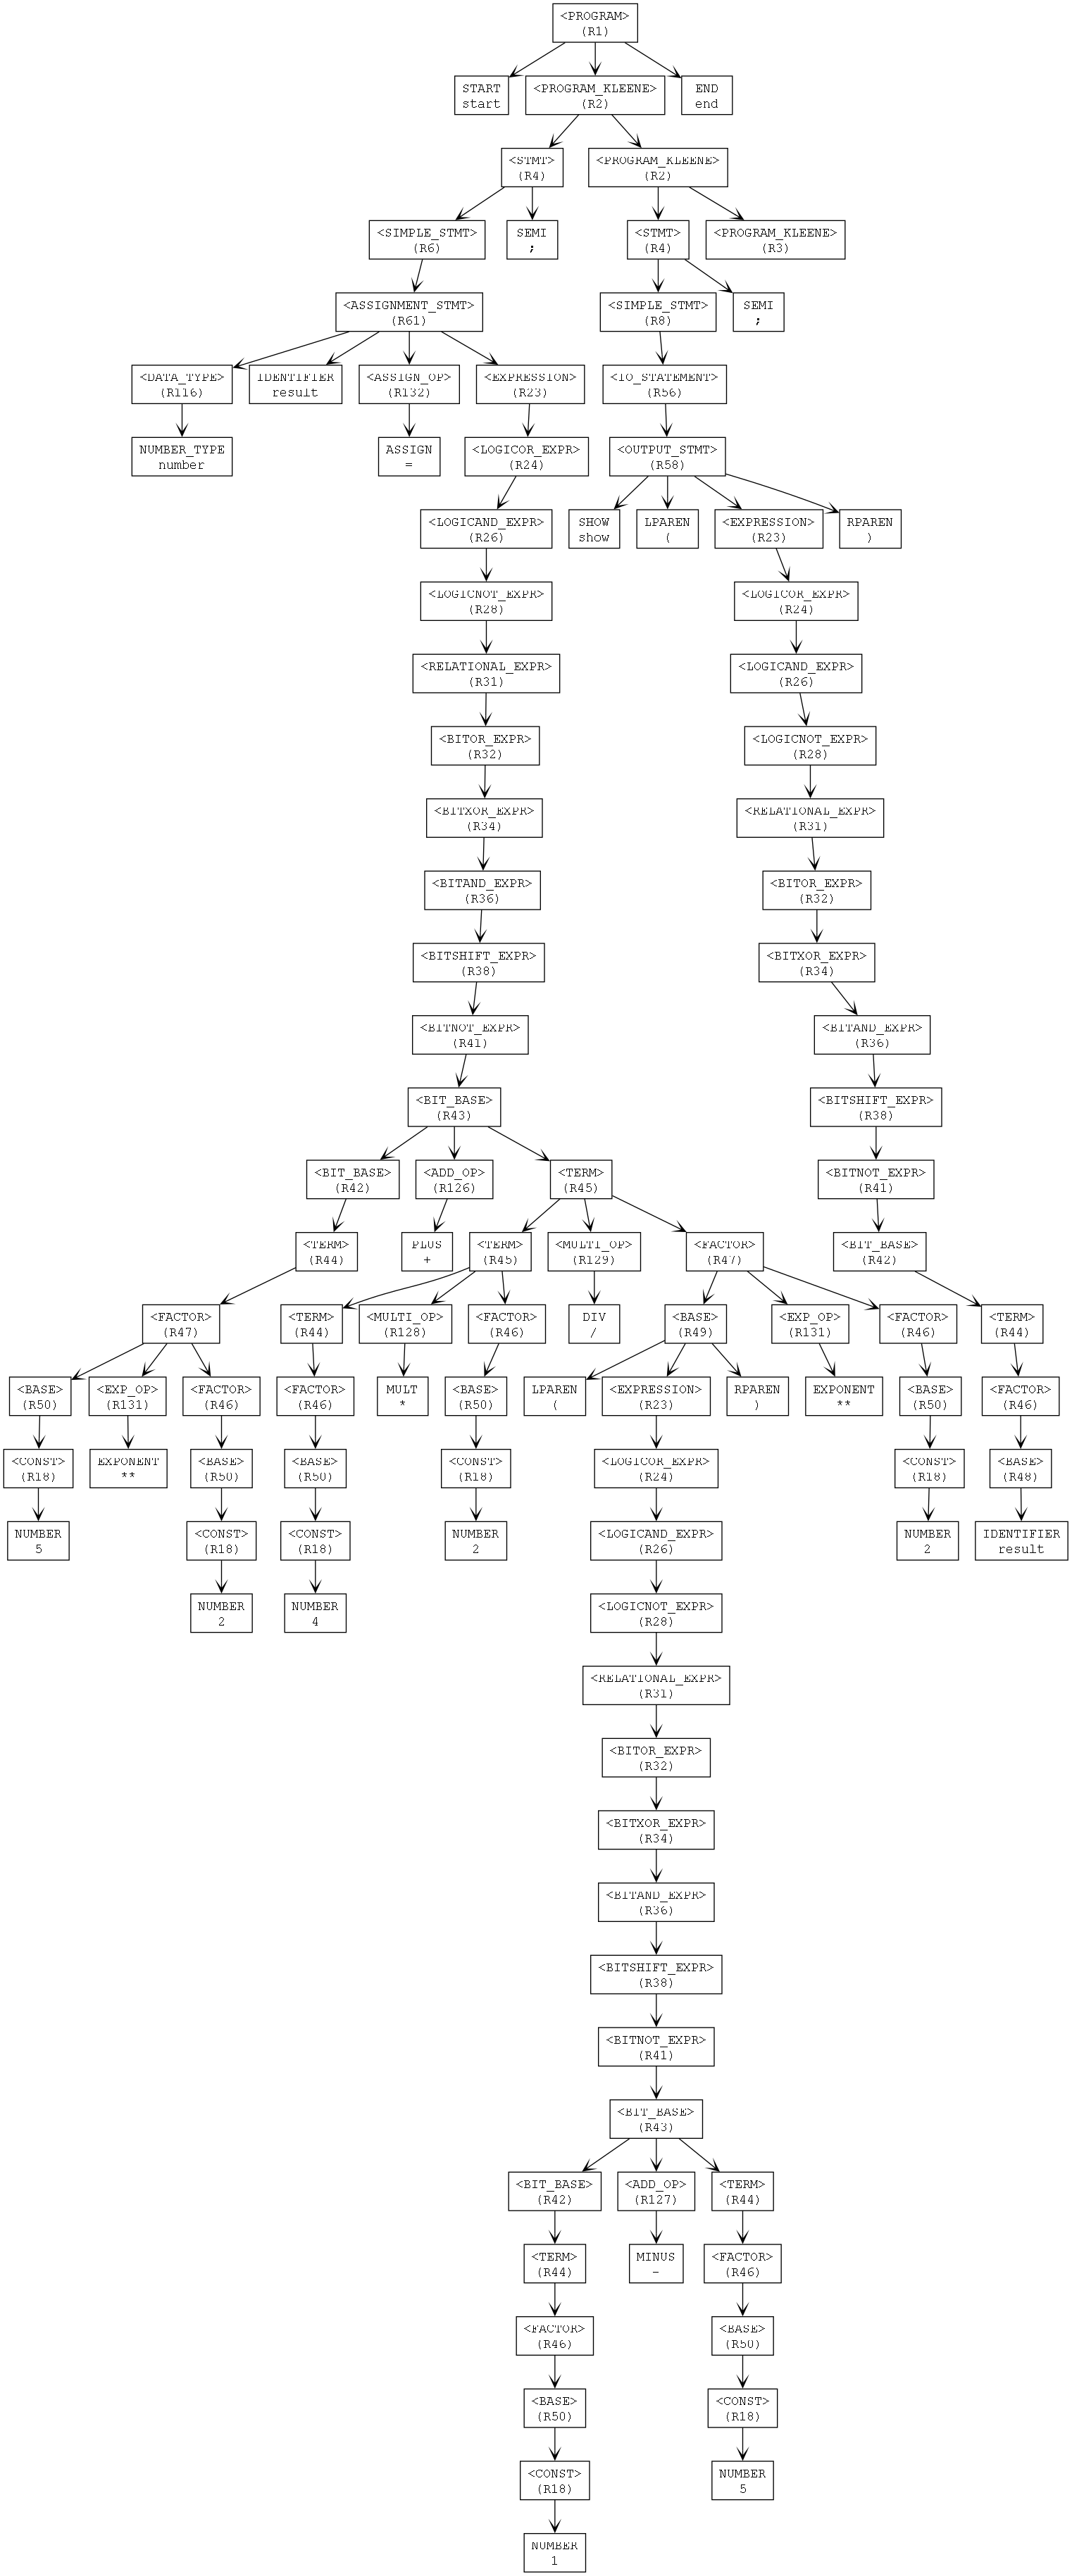 <PROGRAM>
(R1)
START
start
<PROGRAM_KLEENE>
(R2)
END
end
<STMT>
(R4)
<PROGRAM_KLEENE>
(R2)
<SIMPLE_STMT>
(R6)
SEMI
;
<STMT>
(R4)
<PROGRAM_KLEENE>
(R3)
<ASSIGNMENT_STMT>
(R61)
<SIMPLE_STMT>
(R8)
SEMI
;
<DATA_TYPE>
(R116)
IDENTIFIER
result
<ASSIGN_OP>
(R132)
<EXPRESSION>
(R23)
<IO_STATEMENT>
(R56)
NUMBER_TYPE
number
ASSIGN
=
<LOGICOR_EXPR>
(R24)
<OUTPUT_STMT>
(R58)
<LOGICAND_EXPR>
(R26)
SHOW
show
LPAREN
(
<EXPRESSION>
(R23)
RPAREN
)
<LOGICNOT_EXPR>
(R28)
<LOGICOR_EXPR>
(R24)
<RELATIONAL_EXPR>
(R31)
<LOGICAND_EXPR>
(R26)
<BITOR_EXPR>
(R32)
<LOGICNOT_EXPR>
(R28)
<BITXOR_EXPR>
(R34)
<RELATIONAL_EXPR>
(R31)
<BITAND_EXPR>
(R36)
<BITOR_EXPR>
(R32)
<BITSHIFT_EXPR>
(R38)
<BITXOR_EXPR>
(R34)
<BITNOT_EXPR>
(R41)
<BITAND_EXPR>
(R36)
<BIT_BASE>
(R43)
<BITSHIFT_EXPR>
(R38)
<BIT_BASE>
(R42)
<ADD_OP>
(R126)
<TERM>
(R45)
<BITNOT_EXPR>
(R41)
<TERM>
(R44)
PLUS
+
<TERM>
(R45)
<MULTI_OP>
(R129)
<FACTOR>
(R47)
<BIT_BASE>
(R42)
<FACTOR>
(R47)
<TERM>
(R44)
<MULTI_OP>
(R128)
<FACTOR>
(R46)
DIV
/
<BASE>
(R49)
<EXP_OP>
(R131)
<FACTOR>
(R46)
<TERM>
(R44)
<BASE>
(R50)
<EXP_OP>
(R131)
<FACTOR>
(R46)
<FACTOR>
(R46)
MULT
*
<BASE>
(R50)
LPAREN
(
<EXPRESSION>
(R23)
RPAREN
)
EXPONENT
**
<BASE>
(R50)
<FACTOR>
(R46)
<CONST>
(R18)
EXPONENT
**
<BASE>
(R50)
<BASE>
(R50)
<CONST>
(R18)
<LOGICOR_EXPR>
(R24)
<CONST>
(R18)
<BASE>
(R48)
NUMBER
5
<CONST>
(R18)
<CONST>
(R18)
NUMBER
2
<LOGICAND_EXPR>
(R26)
NUMBER
2
IDENTIFIER
result
NUMBER
2
NUMBER
4
<LOGICNOT_EXPR>
(R28)
<RELATIONAL_EXPR>
(R31)
<BITOR_EXPR>
(R32)
<BITXOR_EXPR>
(R34)
<BITAND_EXPR>
(R36)
<BITSHIFT_EXPR>
(R38)
<BITNOT_EXPR>
(R41)
<BIT_BASE>
(R43)
<BIT_BASE>
(R42)
<ADD_OP>
(R127)
<TERM>
(R44)
<TERM>
(R44)
MINUS
-
<FACTOR>
(R46)
<FACTOR>
(R46)
<BASE>
(R50)
<BASE>
(R50)
<CONST>
(R18)
<CONST>
(R18)
NUMBER
5
NUMBER
1